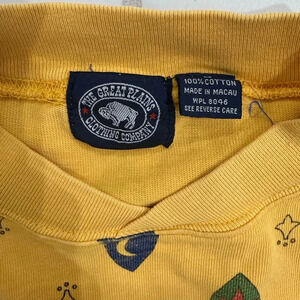 THE GREAT PLAINS
CLOTHING COMPANY
100% COTTON
MADE IN MACAU
WPL 8046
SEE REVERSE CARE